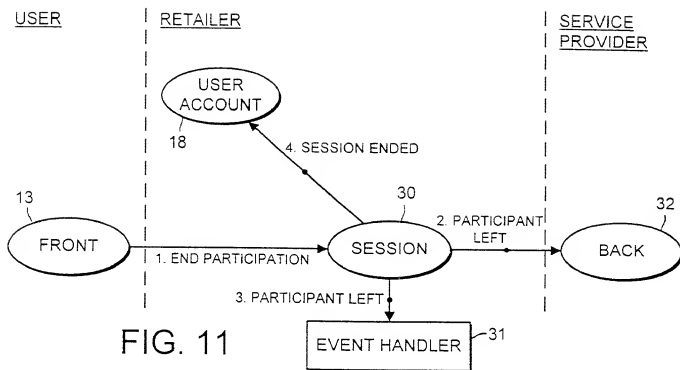 USER
RETAILER
SERVICE
PROVIDER
USER
ACCOUNT
18
4. SESSION ENDED
13
30
32
FRONT
1. END PARTICIPATION
SESSION
2. PARTICIPANT
LEFT
BACK
3. PARTICIPANT LEFT
31
EVENT HANDLER
FIG. 11